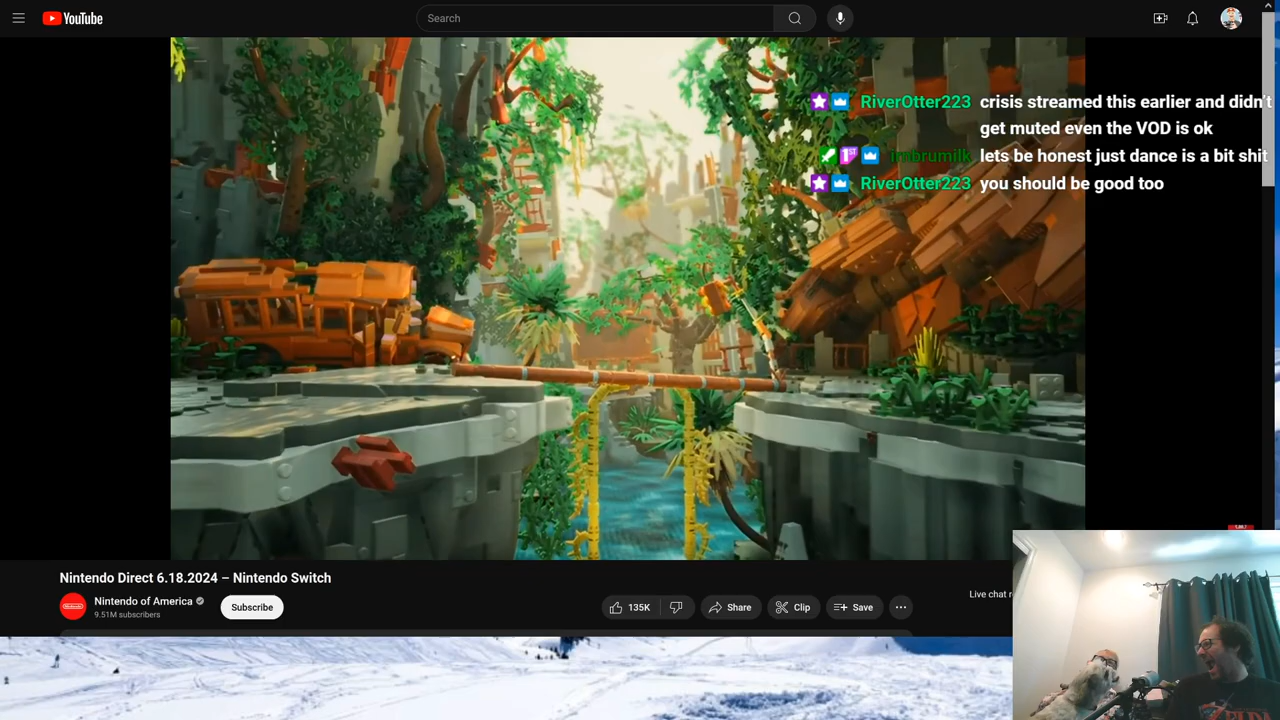 YouTube
Search
RiverOtter223 crisis streamed this earlier and didn't
get muted even the VOD is ok
irnbrumilk lets be honest just dance is a bit shit
RiverOtter223 you should be good too
Nintendo Direct 6.18.2024 – Nintendo Switch
Nintendo of America
9.51M subscribers
Subscribe
135K
Share
Clip
Save
Live chat